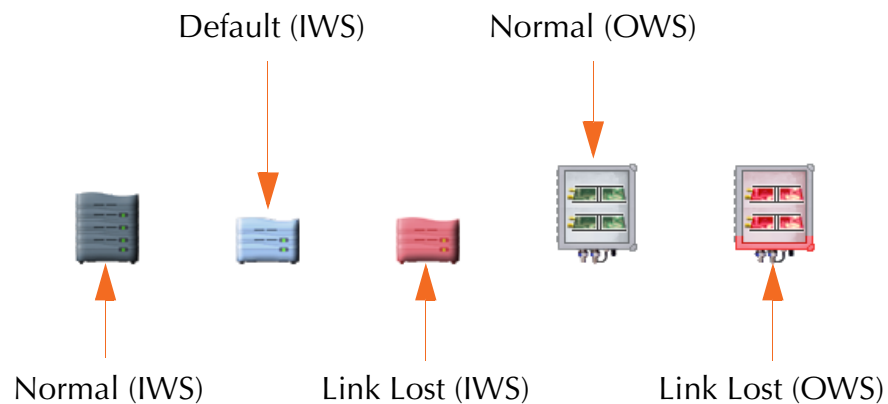 Default (IWS)
Normal (OWS)
Normal (IWS)
Link Lost (IWS)
Link Lost (OWS)